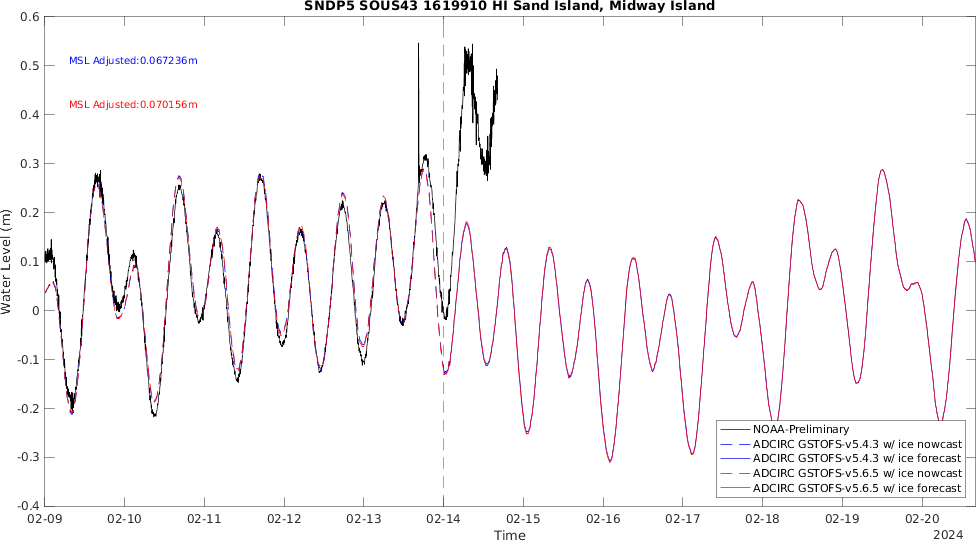 SNDP5 SOUS43 1619910 HI Sand Island, Midway Island
0.6
0.5
0.4
0.3
0.2
0.1
0
-0.1
-0.2
-0.3
-0.4
Water Level (m)
MSL Adjusted:0.067236m
MSL Adjusted:0.070156m
NOAA-Preliminary
ADCIRC GSTOFS-v5.4.3 w/ ice nowcast
ADCIRC GSTOFS-v5.4.3 w/ ice forecast
ADCIRC GSTOFS-v5.6.5 w/ ice nowcast
ADCIRC GSTOFS-v5.6.5 w/ ice forecast
02-09 02-10 02-11 02-12 02-13 02-14 02-15 02-16 02-17 02-18 02-19 02-20
Time
2024